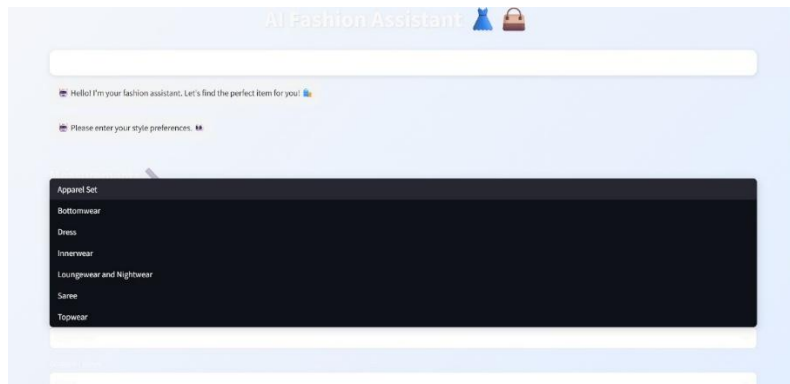 AI Fashion Assistant 👗 👜
🤖 Hello! I'm your fashion assistant. Let's find the perfect item for you! 🛍️
🤖 Please enter your style preferences. 👀
Apparel Set
Bottomwear
Dress
Innerwear
Loungewear and Nightwear
Saree
Topwear